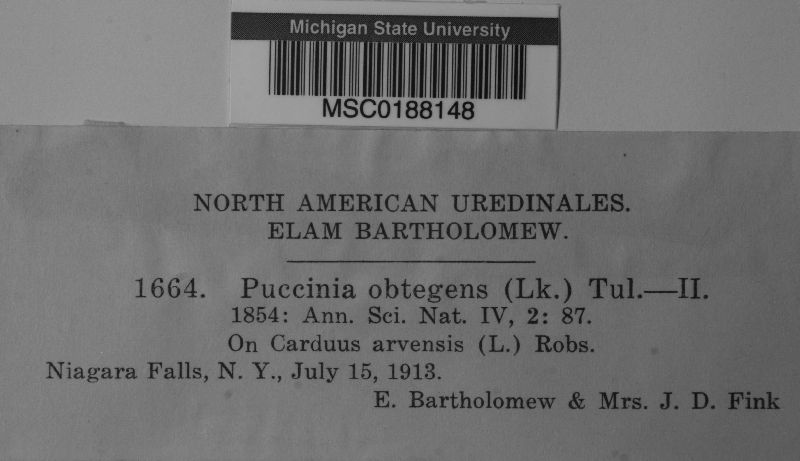 Michigan State University
MSC0188148
NORTH AMERICAN UREDINALES.
ELAM BARTHOLOMEW.
1664. Puccinia obtegens (Lk.) Tul.—II.
1854: Ann. Sci. Nat. IV, 2: 87.
On Carduus arvensis (L.) Robs.
Niagara Falls, N. Y., July 15, 1913.
E. Bartholomew & Mrs. J. D. Fink